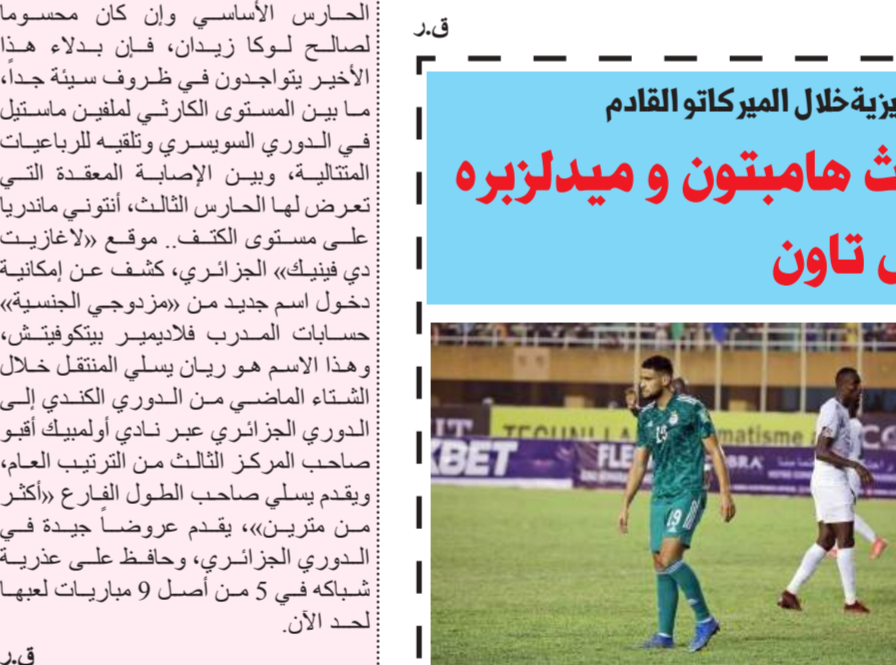 الحارس الأساسي وإن كان محسوما
لصالح لوكا زيدان، فإن بدلاء هذا
الأخير يتواجدون في ظروف سيئة جداً،
ما بين المستوى الكارثي لملفين ماستيل
في الدوري السويسري وتلقيه للرباعيات
المتتالية، وبين الإصابة المعقدة التي
تعرض لها الحارس الثالث، أنتوني ماندريا
على مستوى الكتف.. موقع «لاغازيت
دي فينيك» الجزائري، كشف عن إمكانية
دخول اسم جديد من «مزدوجي الجنسية»
حسابات المدرب فلاديمير بيتكوفيتش،
وهذا الاسم هو ريان يسلي المنتقل خلال
الشتاء الماضي من الدوري الكندي إلى
الدوري الجزائري عبر نادي أولمبيك أقبو
صاحب المركز الثالث من الترتيب العام،
ويقدم يسلي صاحب الطول الفارع «أكثر
من مترين»، يقدم عروضاً جيدة في
الدوري الجزائري، وحافظ على عذرية
شباكه في 5 من أصل 9 مباريات لعبها
لحد الآن.
ق.ر
ق.ر
خلال الميركاتو القادم
هامبتون و ميدلزبره
تاون
matisme
KBET
19
19